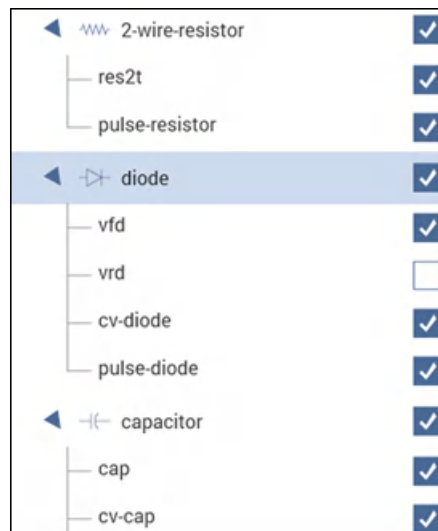 2-wire-resistor
res2t
pulse-resistor
diode
vfd
vrd
cv-diode
pulse-diode
capacitor
cap
cv-cap